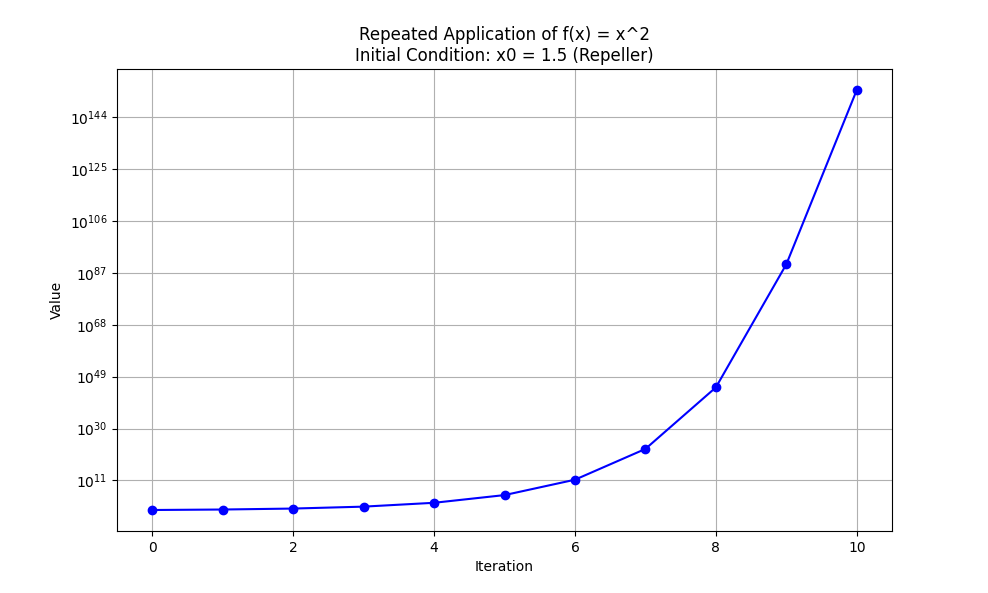 Repeated Application of f(x) = x^2
Initial Condition: x0 = 1.5 (Repeller)
10^144
10^125
10^106
10^87
10^68
10^49
10^30
10^11
Value
0 2 4 6 8 10
Iteration